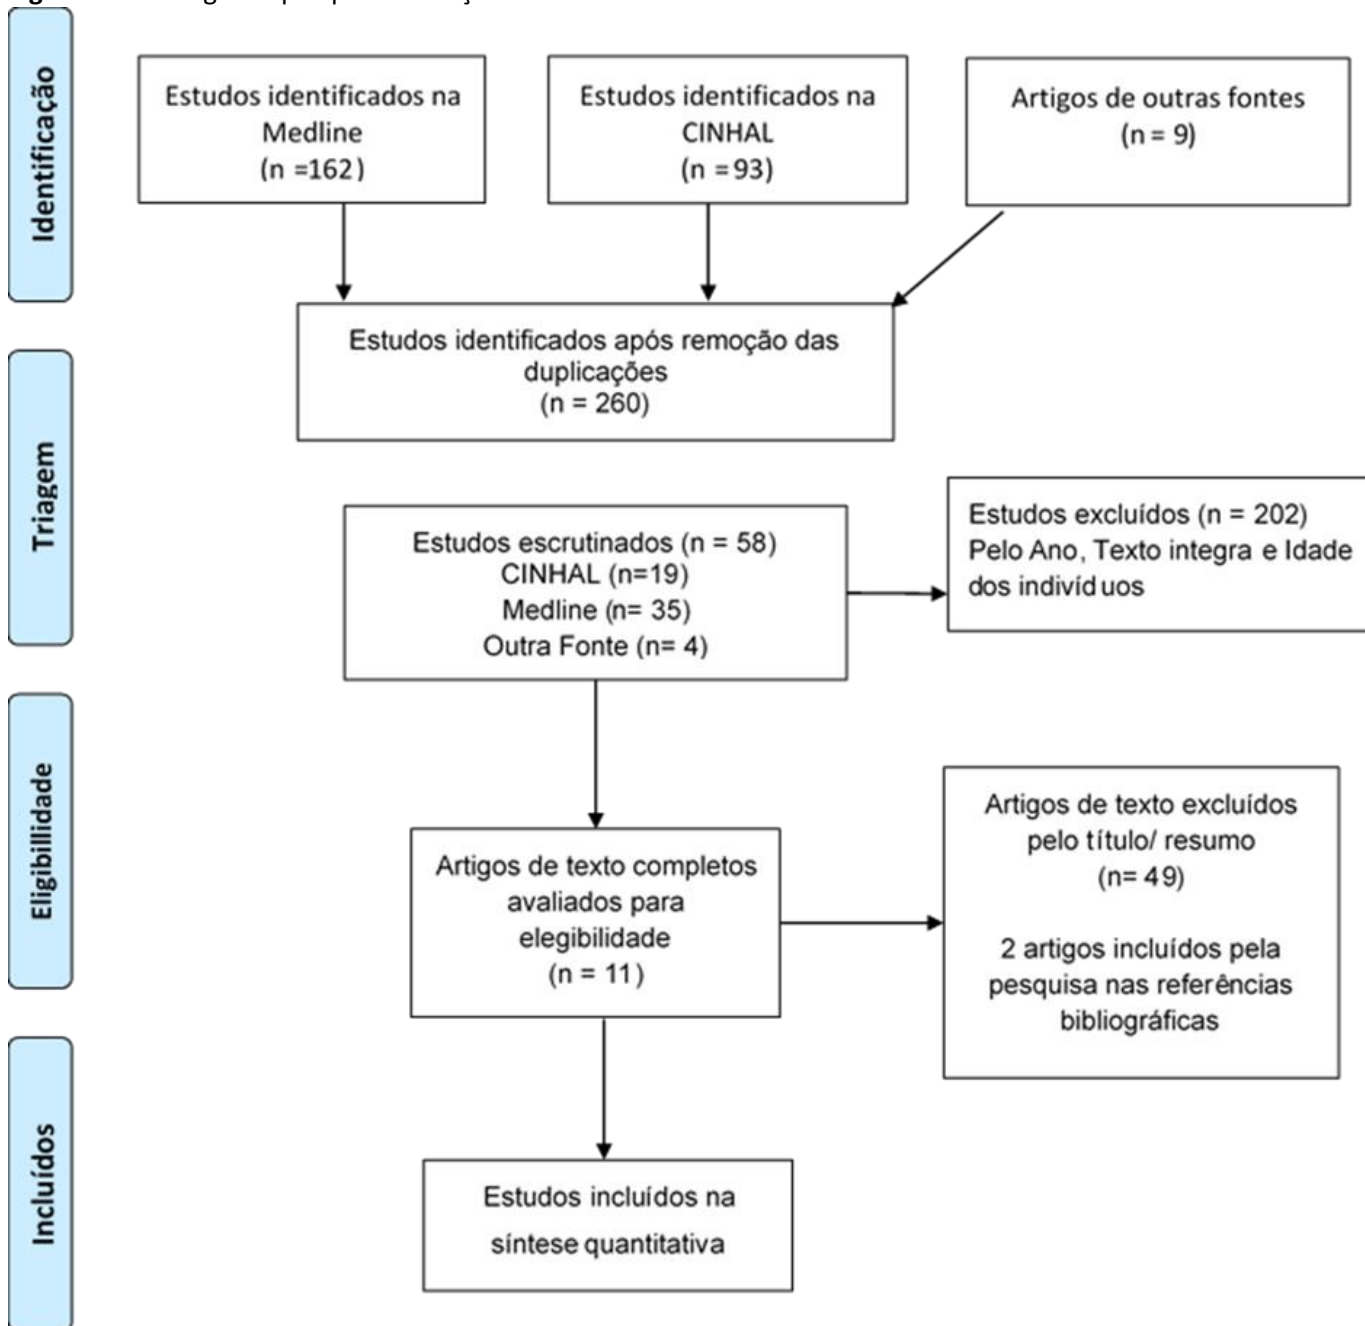 Identificação
Estudos identificados na
Medline
(n =162)
Estudos identificados na
CINHAL
(n = 93)
Artigos de outras fontes
(n = 9)
Estudos identificados após remoção das
duplicações
(n = 260)
Triagem
Estudos escrutinados (n = 58)
CINHAL (n=19)
Medline (n= 35)
Outra Fonte (n= 4)
Estudos excluídos (n = 202)
Pelo Ano, Texto integra e Idade
dos indivíduos
Eligibillidade
Artigos de texto completos
avaliados para
elegibilidade
(n = 11)
Artigos de texto excluídos
pelo título/ resumo
(n= 49)
2 artigos incluídos pela
pesquisa nas referências
bibliográficas
Incluídos
Estudos incluídos na
síntese quantitativa